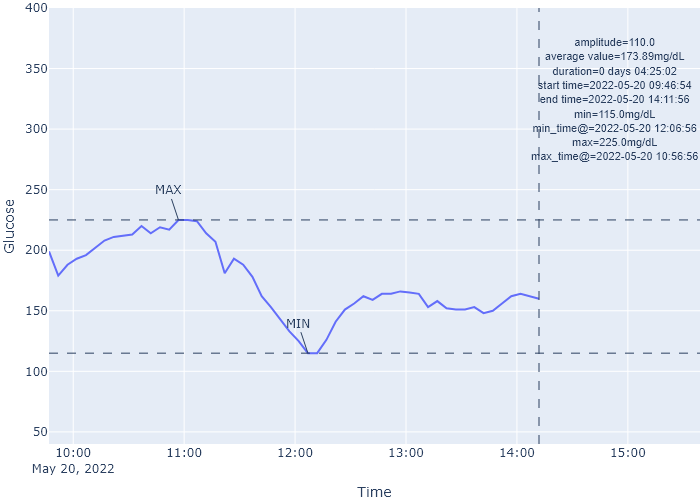 400
amplitude=110.0
average value=173.89mg/dL
350
duration=0 days 04:25:02
start time=2022-05-20 09:46:54
end time=2022-05-20 14:11:56
min=115.0mg/dL
300
min_time@=2022-05-20 12:06:56
max=225.0mg/dL
max_time@=2022-05-20 10:56:56
250
MAX
Glucose
200
150
MIN
100
50
10:00
11:00
12:00
13:00
14:00
15:00
May 20, 2022
Time